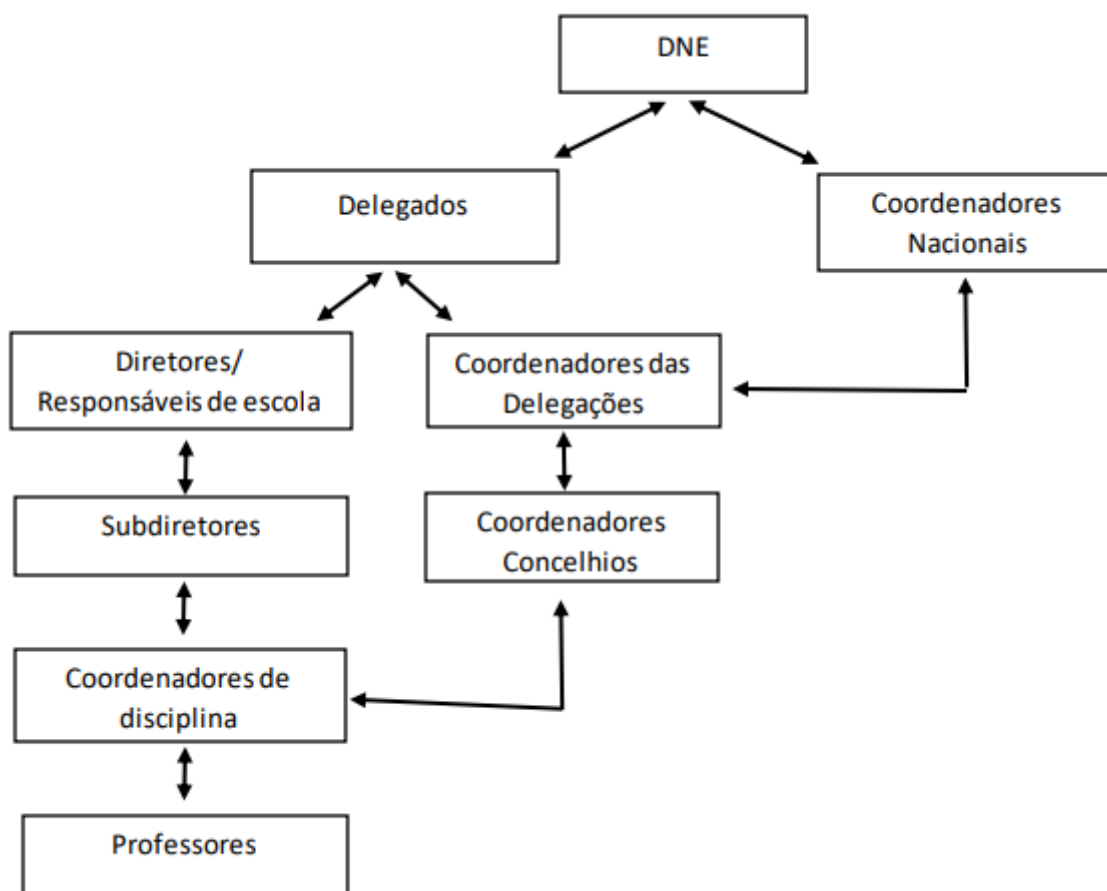 DNE
Delegados
Coordenadores
Nacionais
Diretores/
Responsáveis de escola
Coordenadores das
Delegações
Subdiretores
Coordenadores
Concelhios
Coordenadores de
disciplina
Professores